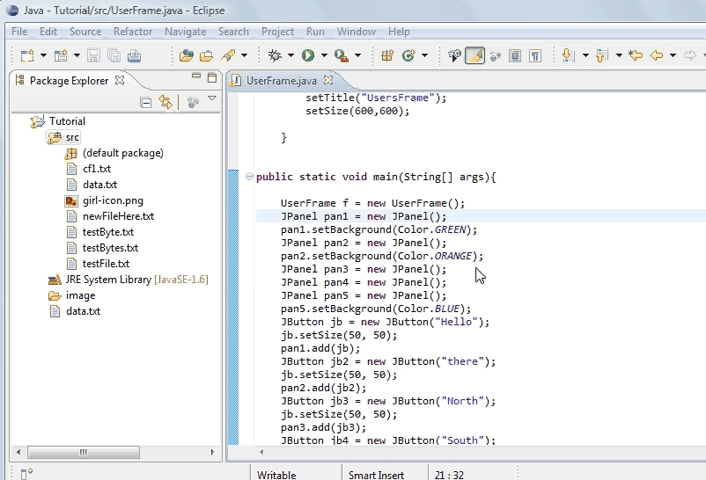 Java - Tutorial/src/UserFrame.java - Eclipse
File Edit Source Refactor Navigate Search Project Run Window Help
Package Explorer
UserFrame.java
Tutorial
src
(default package)
cf1.txt
data.txt
girl-icon.png
newFileHere.txt
testByte.txt
testBytes.txt
testFile.txt
JRE System Library [JavaSE-1.6]
image
data.txt
setTitle("UsersFrame");
setSize(600,600);
}
public static void main(String[] args){
UserFrame f = new UserFrame();
JPanel pan1 = new JPanel();
pan1.setBackground(Color.GREEN);
JPanel pan2 = new JPanel();
pan2.setBackground(Color.ORANGE);
JPanel pan3 = new JPanel();
JPanel pan4 = new JPanel();
JPanel pan5 = new JPanel();
pan5.setBackground(Color.BLUE);
JButton jb = new JButton("Hello");
jb.setSize(50, 50);
pan1.add(jb);
JButton jb2 = new JButton("there");
jb.setSize(50, 50);
pan2.add(jb2);
JButton jb3 = new JButton("North");
jb.setSize(50, 50);
pan3.add(jb3);
JButton jb4 = new JButton("South");
Writable Smart Insert 21 : 32